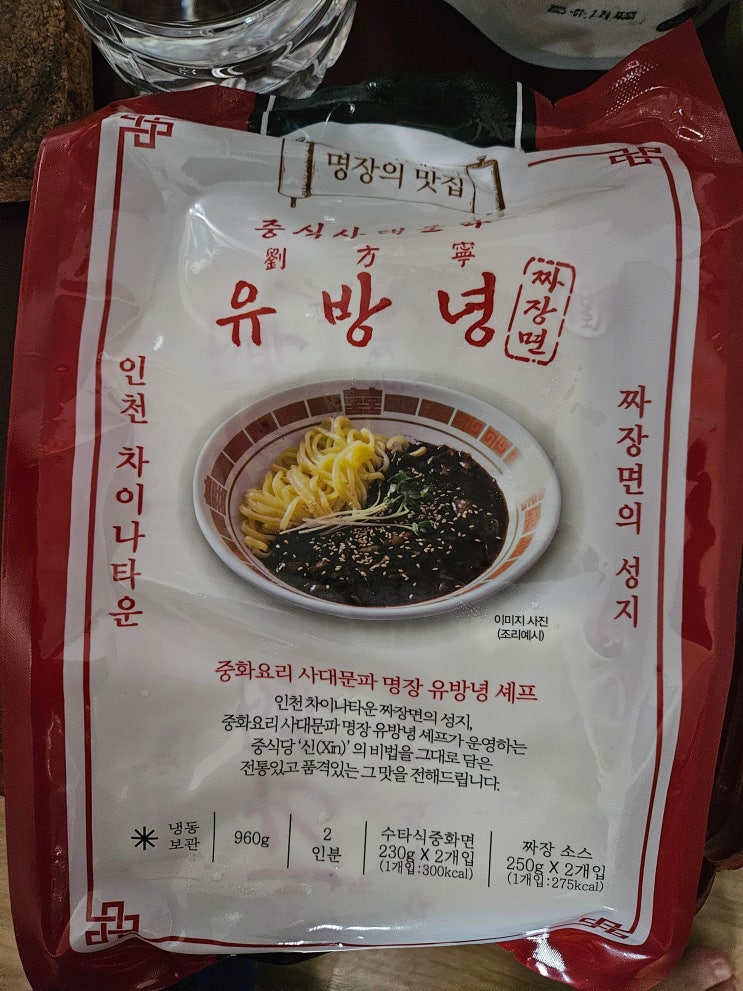 명장의 맛집
중식사대문파
劉方寧
유방녕
짜장면
인천 차이나타운
짜장면의 성지
이미지 사진
(조리예시)
중화요리 사대문파 명장 유방녕 셰프
인천 차이나타운 짜장면의 성지,
중화요리 사대문파 명장 유방녕 셰프가 운영하는
중식당 '신(Xin)'의 비법을 그대로 담은
전통있고 품격있는 그 맛을 전해드립니다.
냉동
보관
960g
2
인분
수타식중화면
230g X 2개입
(1개입:300kcal)
짜장 소스
250g X 2개입
(1개입:275kcal)